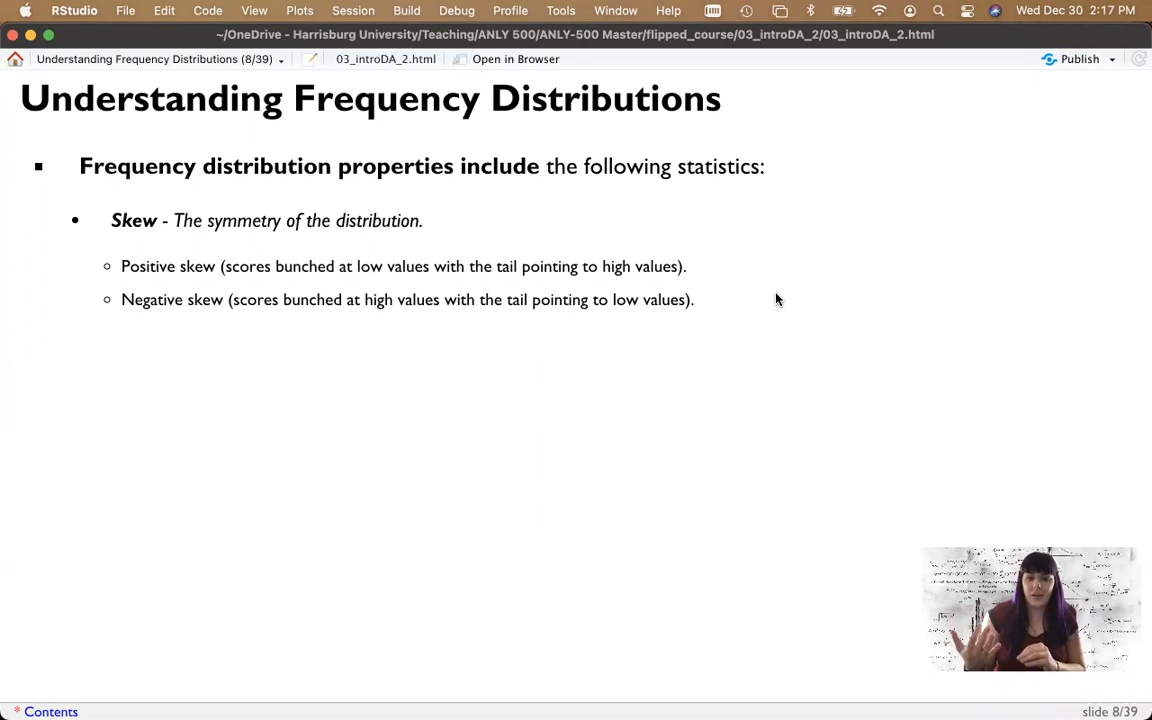 RStudio File Edit Code View Plots Session Build Debug Profile Tools Window Help Wed Dec 30 2:17 PM
~/OneDrive - Harrisburg University/Teaching/ANLY 500/ANLY-500 Master/flipped_course/03_introDA_2/03_introDA_2.html
Understanding Frequency Distributions (8/39) 03_introDA_2.html Open in Browser Publish
Understanding Frequency Distributions
Frequency distribution properties include the following statistics:
Skew - The symmetry of the distribution.
Positive skew (scores bunched at low values with the tail pointing to high values).
Negative skew (scores bunched at high values with the tail pointing to low values).
* Contents slide 8/39